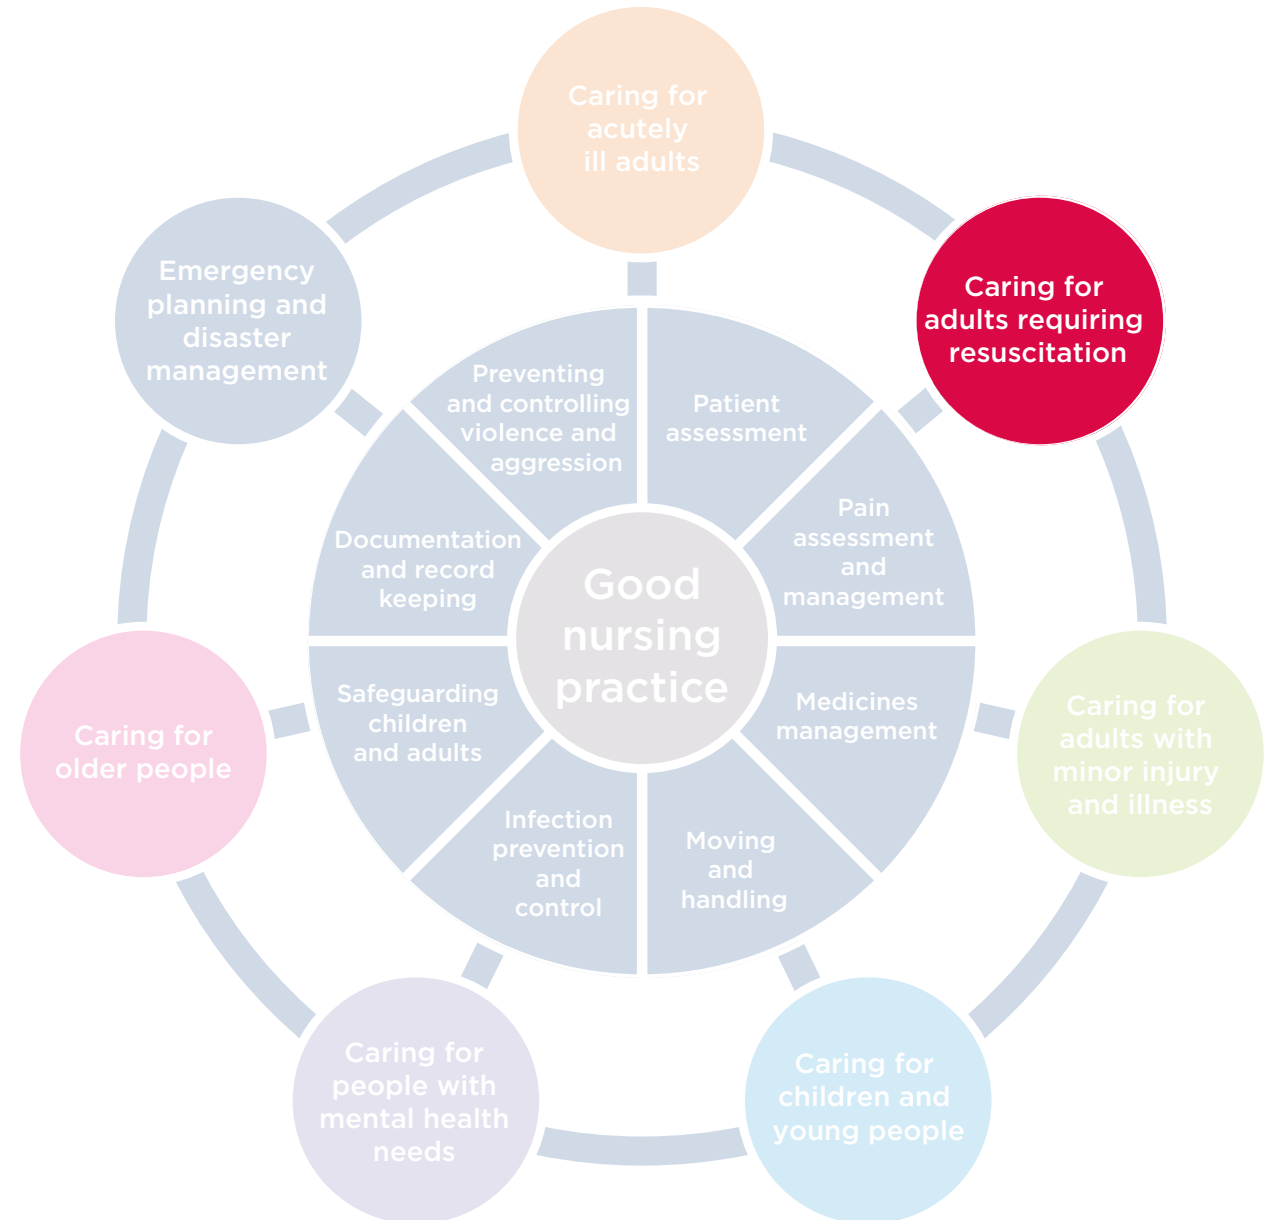 Caring for
acutely
ill adults
Caring for
adults requiring
resuscitation
Caring for
adults with
minor injury
and illness
Caring for
children and
young people
Caring for
people with
mental health
needs
Caring for
older people
Emergency
planning and
disaster
management
Patient
assessment
Pain
assessment
and
management
Medicines
management
Moving
and
handling
Infection
prevention
and
control
Safeguarding
children
and adults
Documentation
and record
keeping
Preventing
and controlling
violence and
aggression
Good
nursing
practice